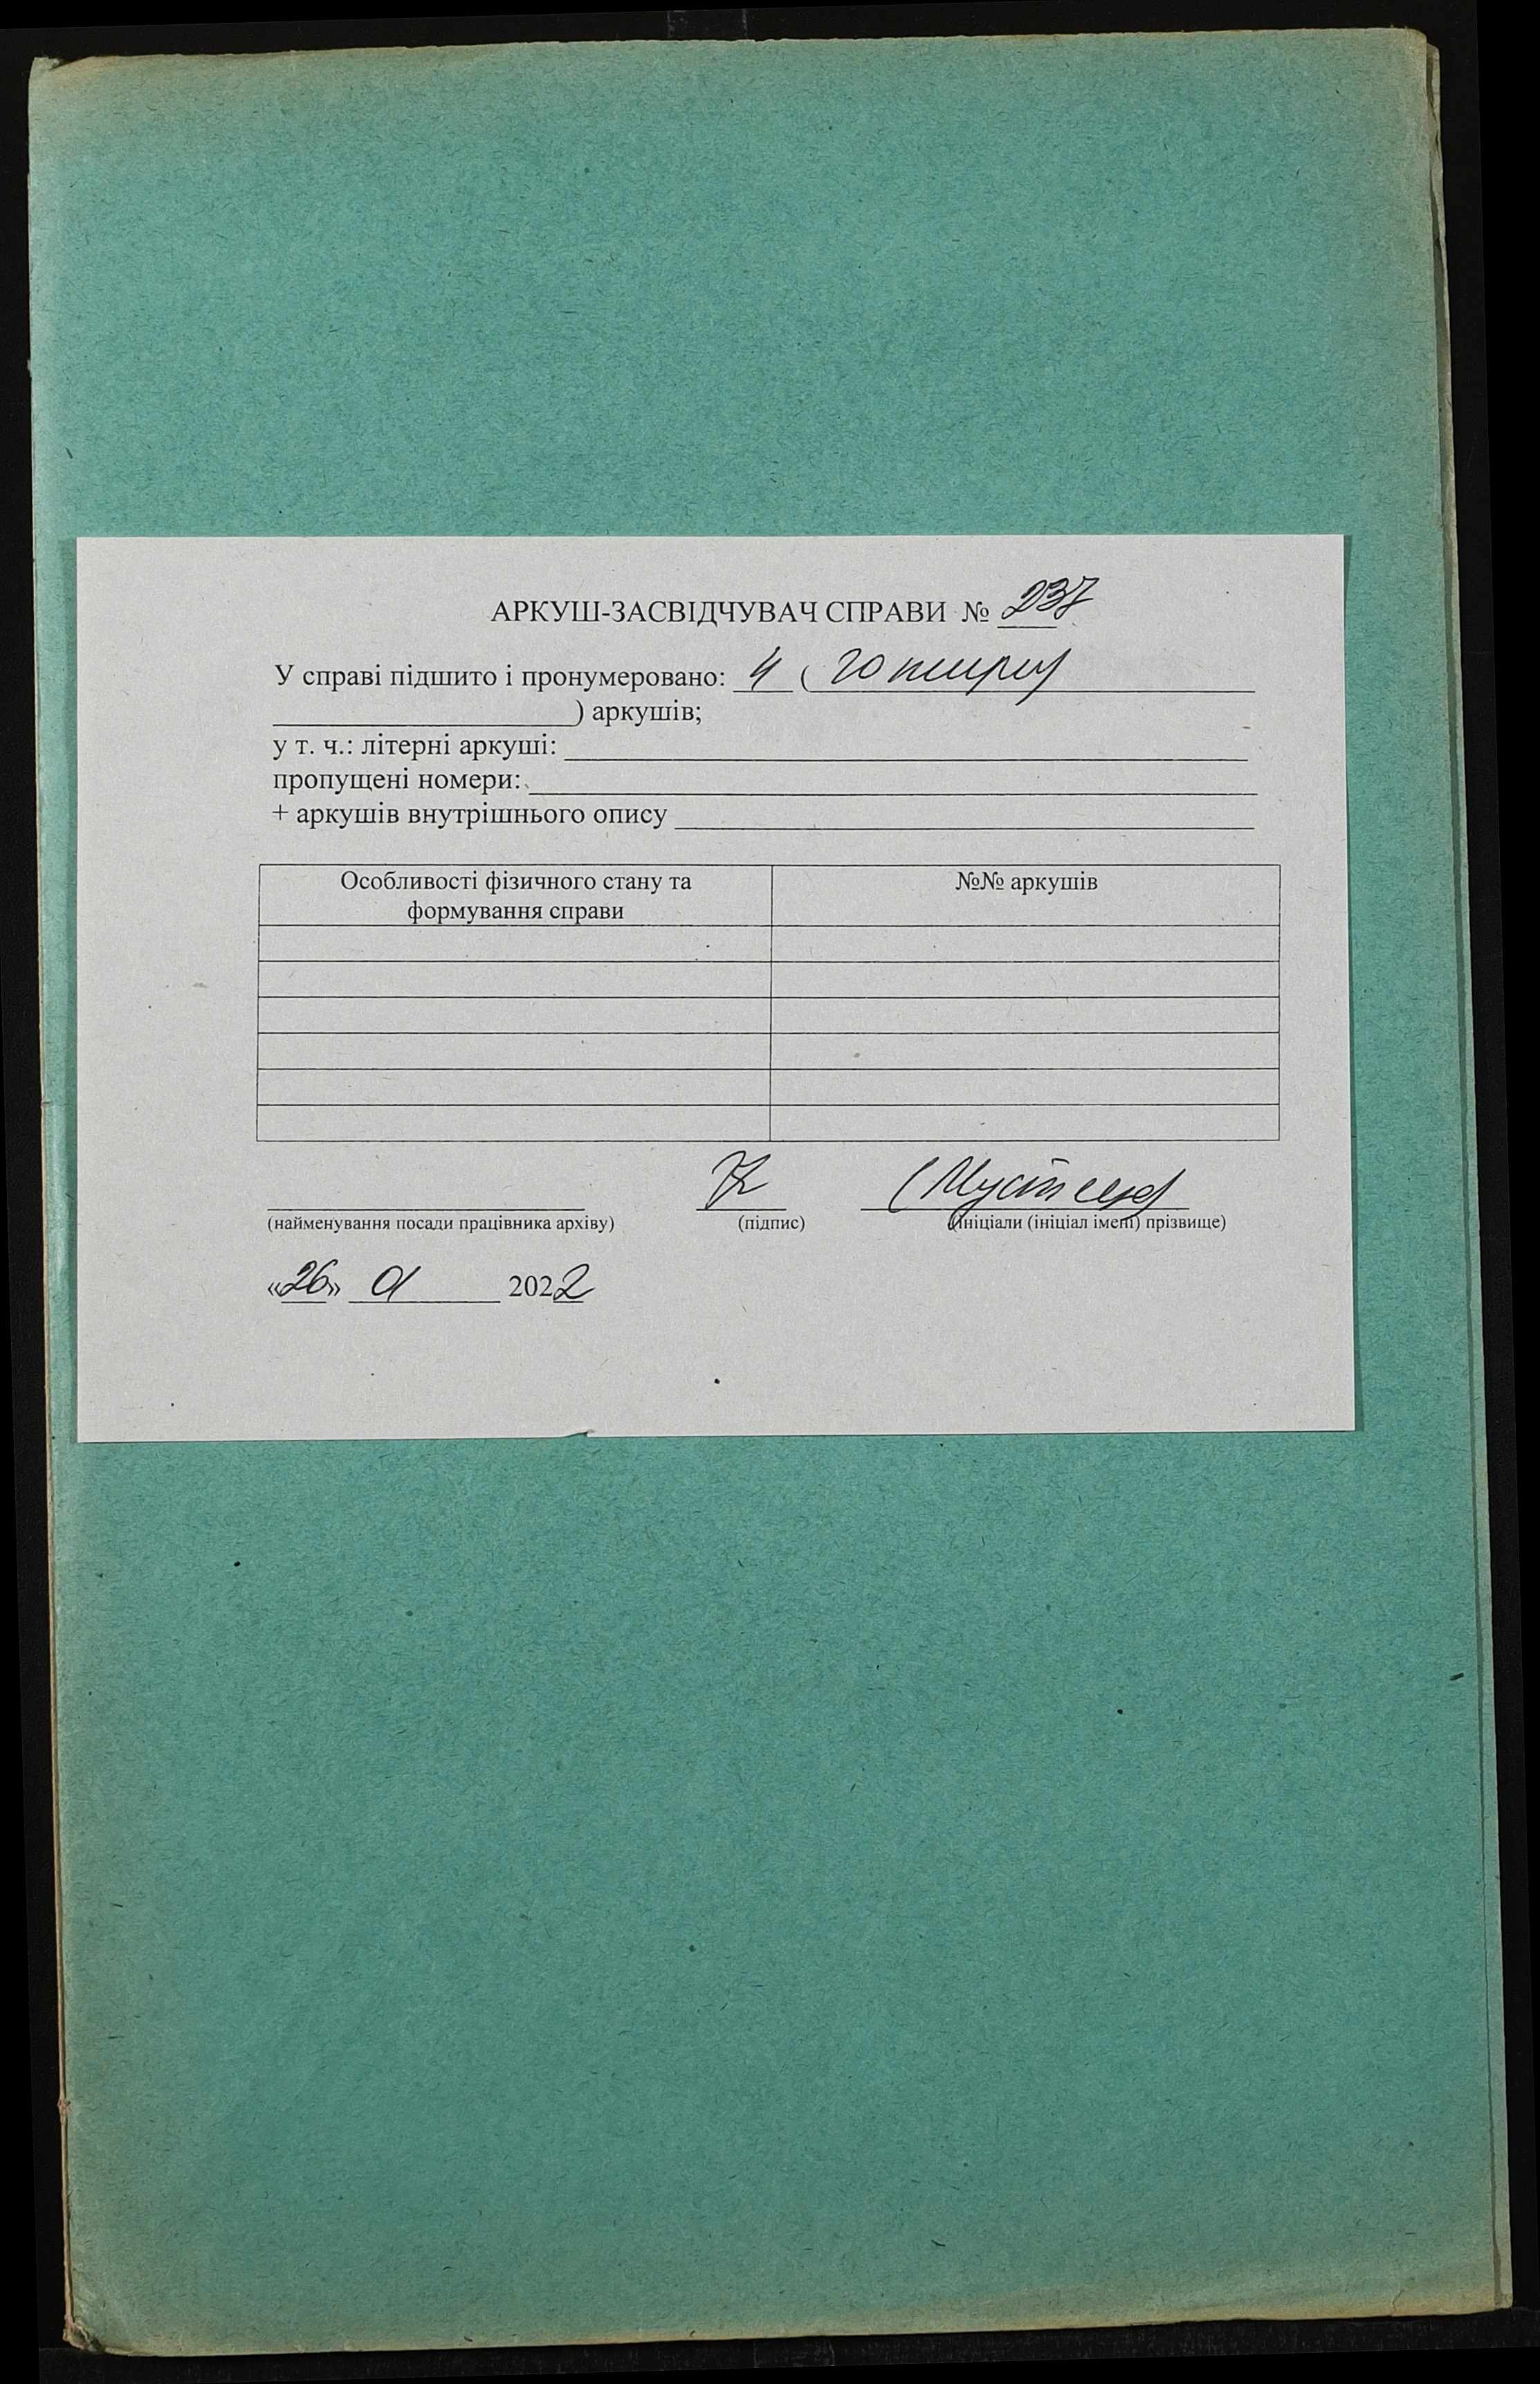 АРКУШ-ЗАСВІДЧУВАЧ СПРАВИ № 237
У справі підшито і пронумеровано: 4 ( чотири
) аркушів;
у т. ч.: літерні аркуші:
пропущені номери:
+ аркушів внутрішнього опису
Особливості фізичного стану та
формування справи
№№ аркушів
(найменування посади працівника архіву)
(підпис)
(ініціали (ініціал імені) прізвище)
«26» 2022